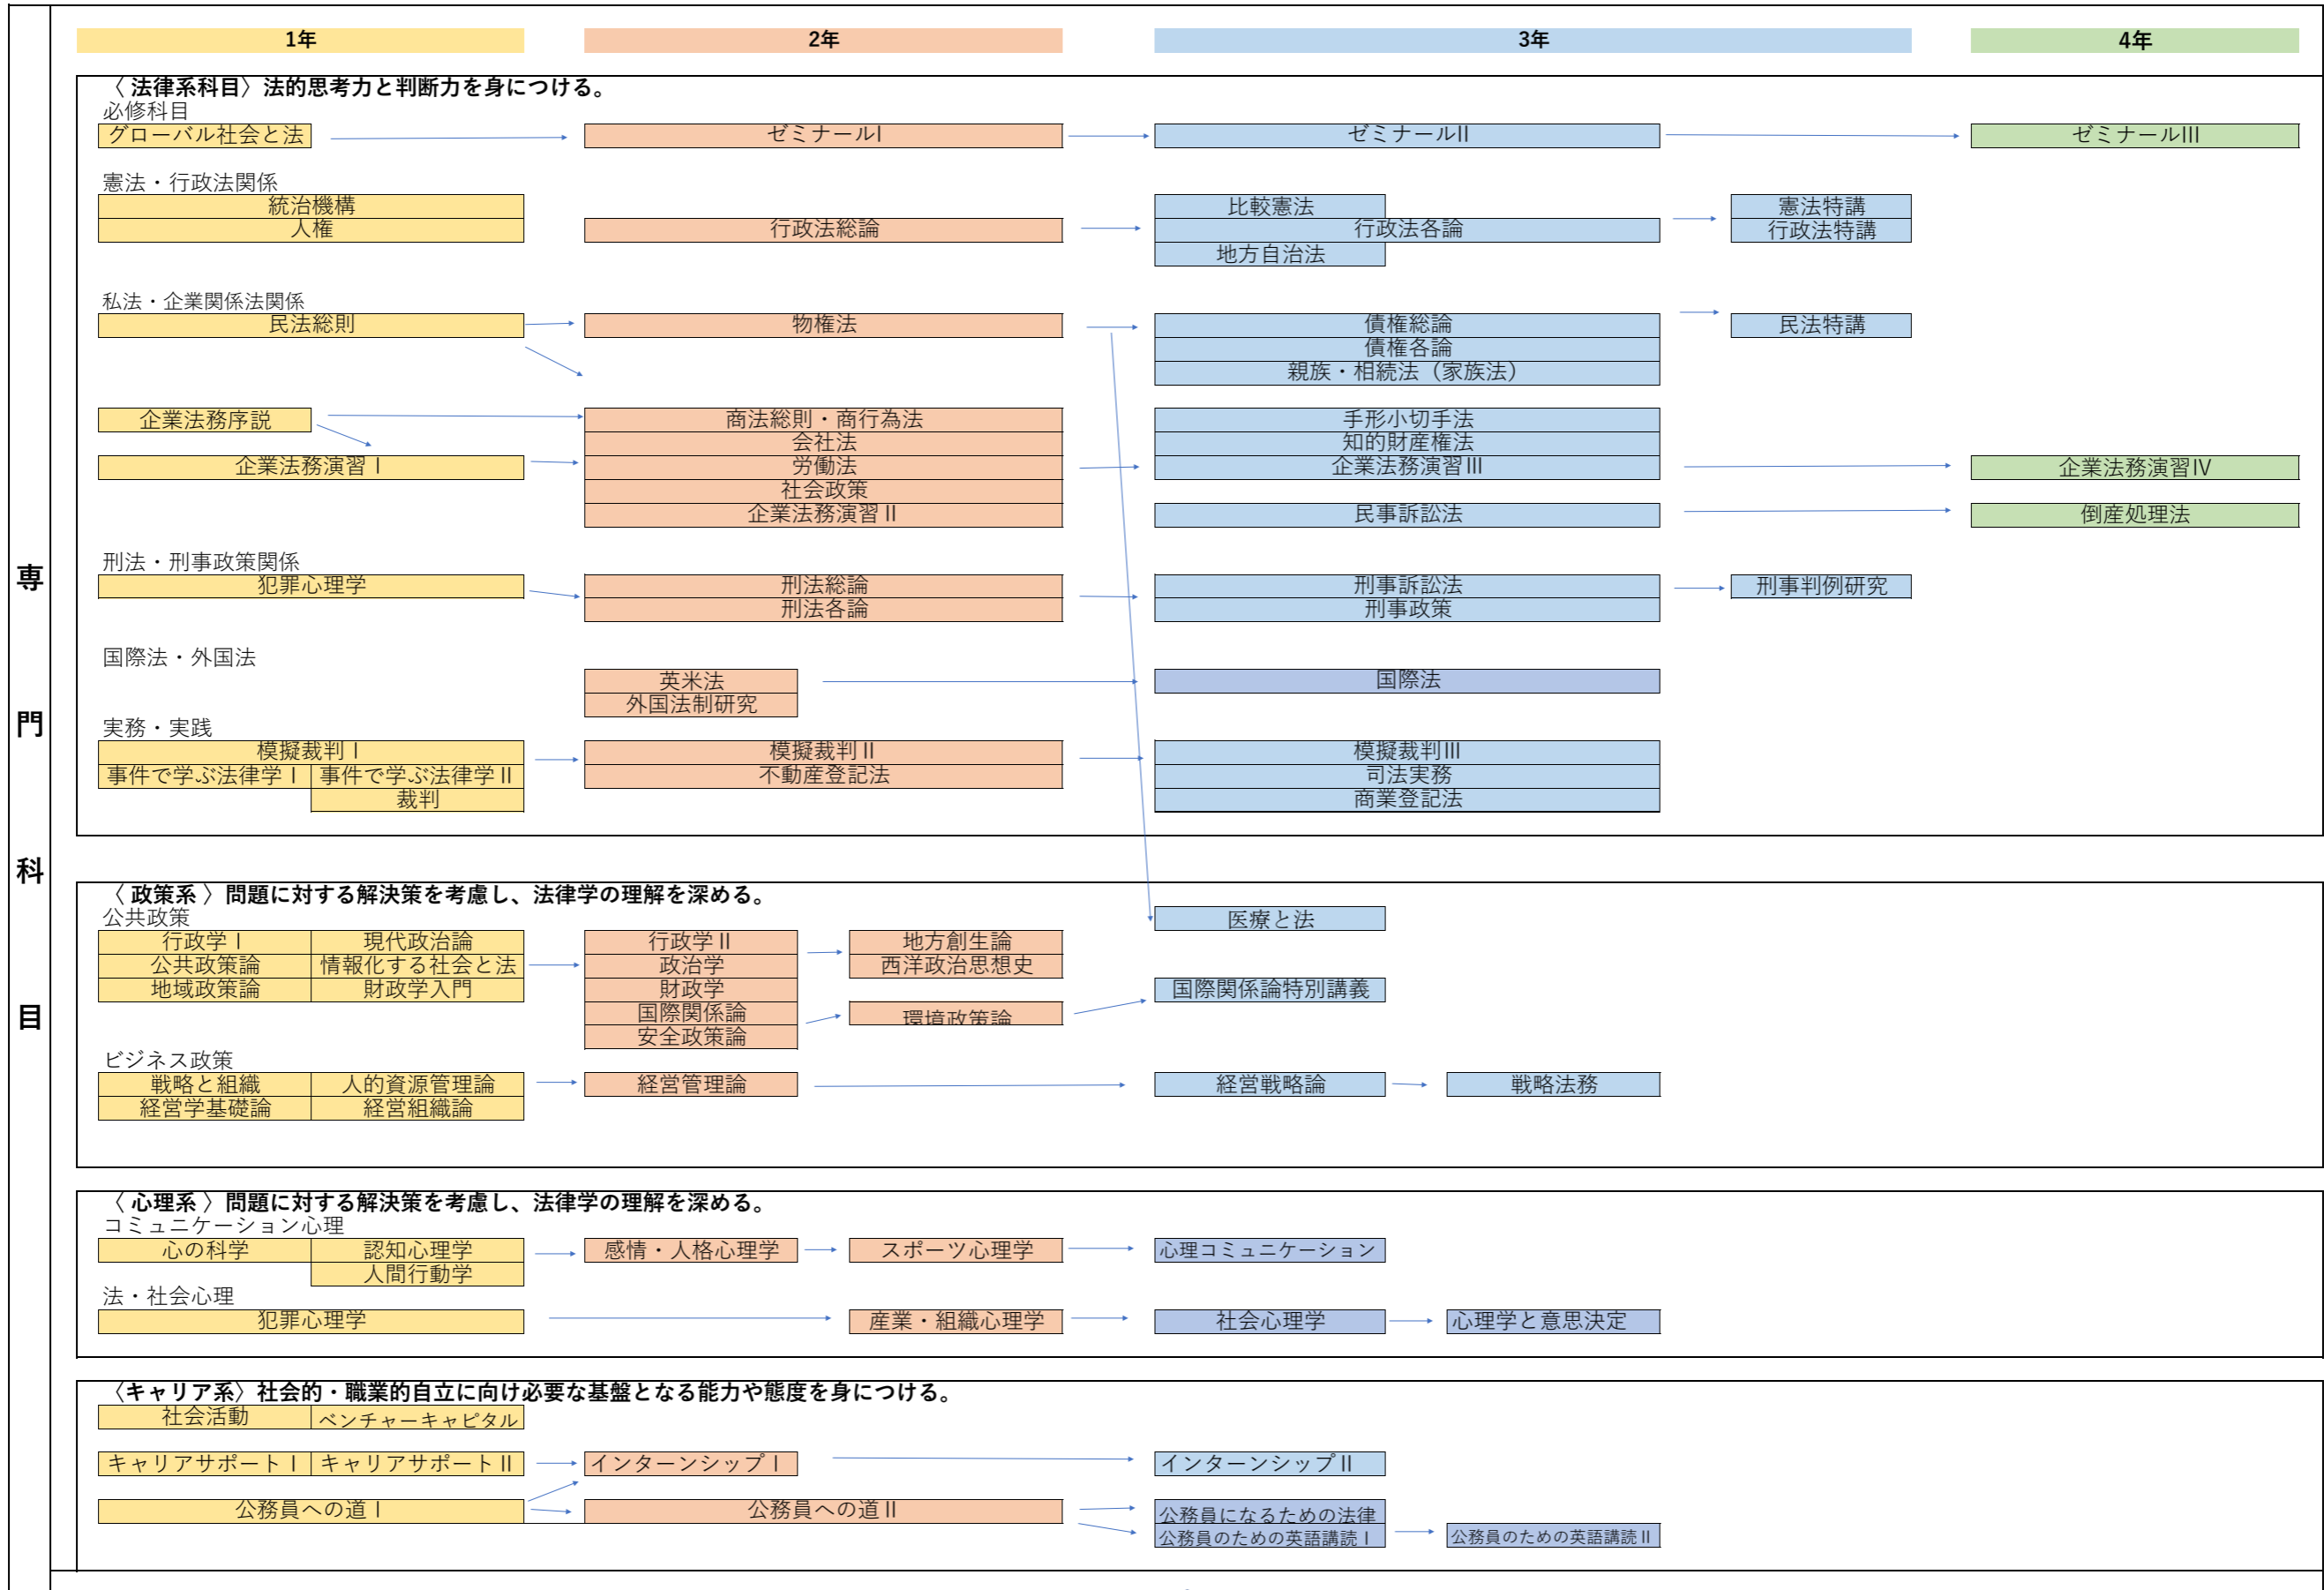 1年 2年 3年 4年
〈 法律系科目〉法的思考力と判断力を身につける。
必修科目
グローバル社会と法 ゼミナールⅠ ゼミナールⅡ ゼミナールⅢ
憲法・行政法関係
統治機構 比較憲法 憲法特講
人権 行政法総論 行政法各論 行政法特講
地方自治法
私法・企業関係法関係
民法総則 物権法 債権総論 民法特講
債権各論
親族・相続法（家族法）
企業法務序説 商法総則・商行為法 手形小切手法
会社法 知的財産権法
企業法務演習Ⅰ 労働法 企業法務演習Ⅲ 企業法務演習Ⅳ
社会政策
企業法務演習Ⅱ 民事訴訟法 倒産処理法
刑法・刑事政策関係
犯罪心理学 刑法総論 刑事訴訟法 刑事判例研究
刑法各論 刑事政策
国際法・外国法
英米法 国際法
外国法制研究
実務・実践
模擬裁判Ⅰ 模擬裁判Ⅱ 模擬裁判Ⅲ
事件で学ぶ法律学Ⅰ 事件で学ぶ法律学Ⅱ 不動産登記法 司法実務
裁判 商業登記法
専門科目
〈 政策系 〉問題に対する解決策を考慮し、法律学の理解を深める。
公共政策 医療と法
行政学Ⅰ 現代政治論 行政学Ⅱ 地方創生論
公共政策論 情報化する社会と法 政治学 西洋政治思想史
地域政策論 財政学入門 財政学 国際関係論特別講義
国際関係論 環境政策論
安全政策論
ビジネス政策
戦略と組織 人的資源管理論 経営管理論 経営戦略論 戦略法務
経営学基礎論 経営組織論
〈 心理系 〉問題に対する解決策を考慮し、法律学の理解を深める。
コミュニケーション心理
心の科学 認知心理学 感情・人格心理学 スポーツ心理学 心理コミュニケーション
人間行動学
法・社会心理
犯罪心理学 産業・組織心理学 社会心理学 心理学と意思決定
〈キャリア系〉社会的・職業的自立に向け必要な基盤となる能力や態度を身につける。
社会活動 ベンチャーキャピタル
キャリアサポートⅠ キャリアサポートⅡ インターンシップⅠ インターンシップⅡ
公務員への道Ⅰ 公務員への道Ⅱ 公務員になるための法律
公務員のための英語講読Ⅰ 公務員のための英語講読Ⅱ